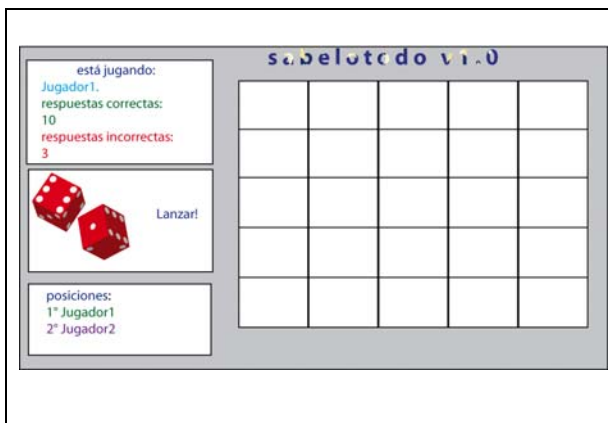 sabelotodo v1.0
está jugando:
Jugador1.
respuestas correctas:
10
respuestas incorrectas:
3
Lanzar!
posiciones:
1° Jugador1
2° Jugador2